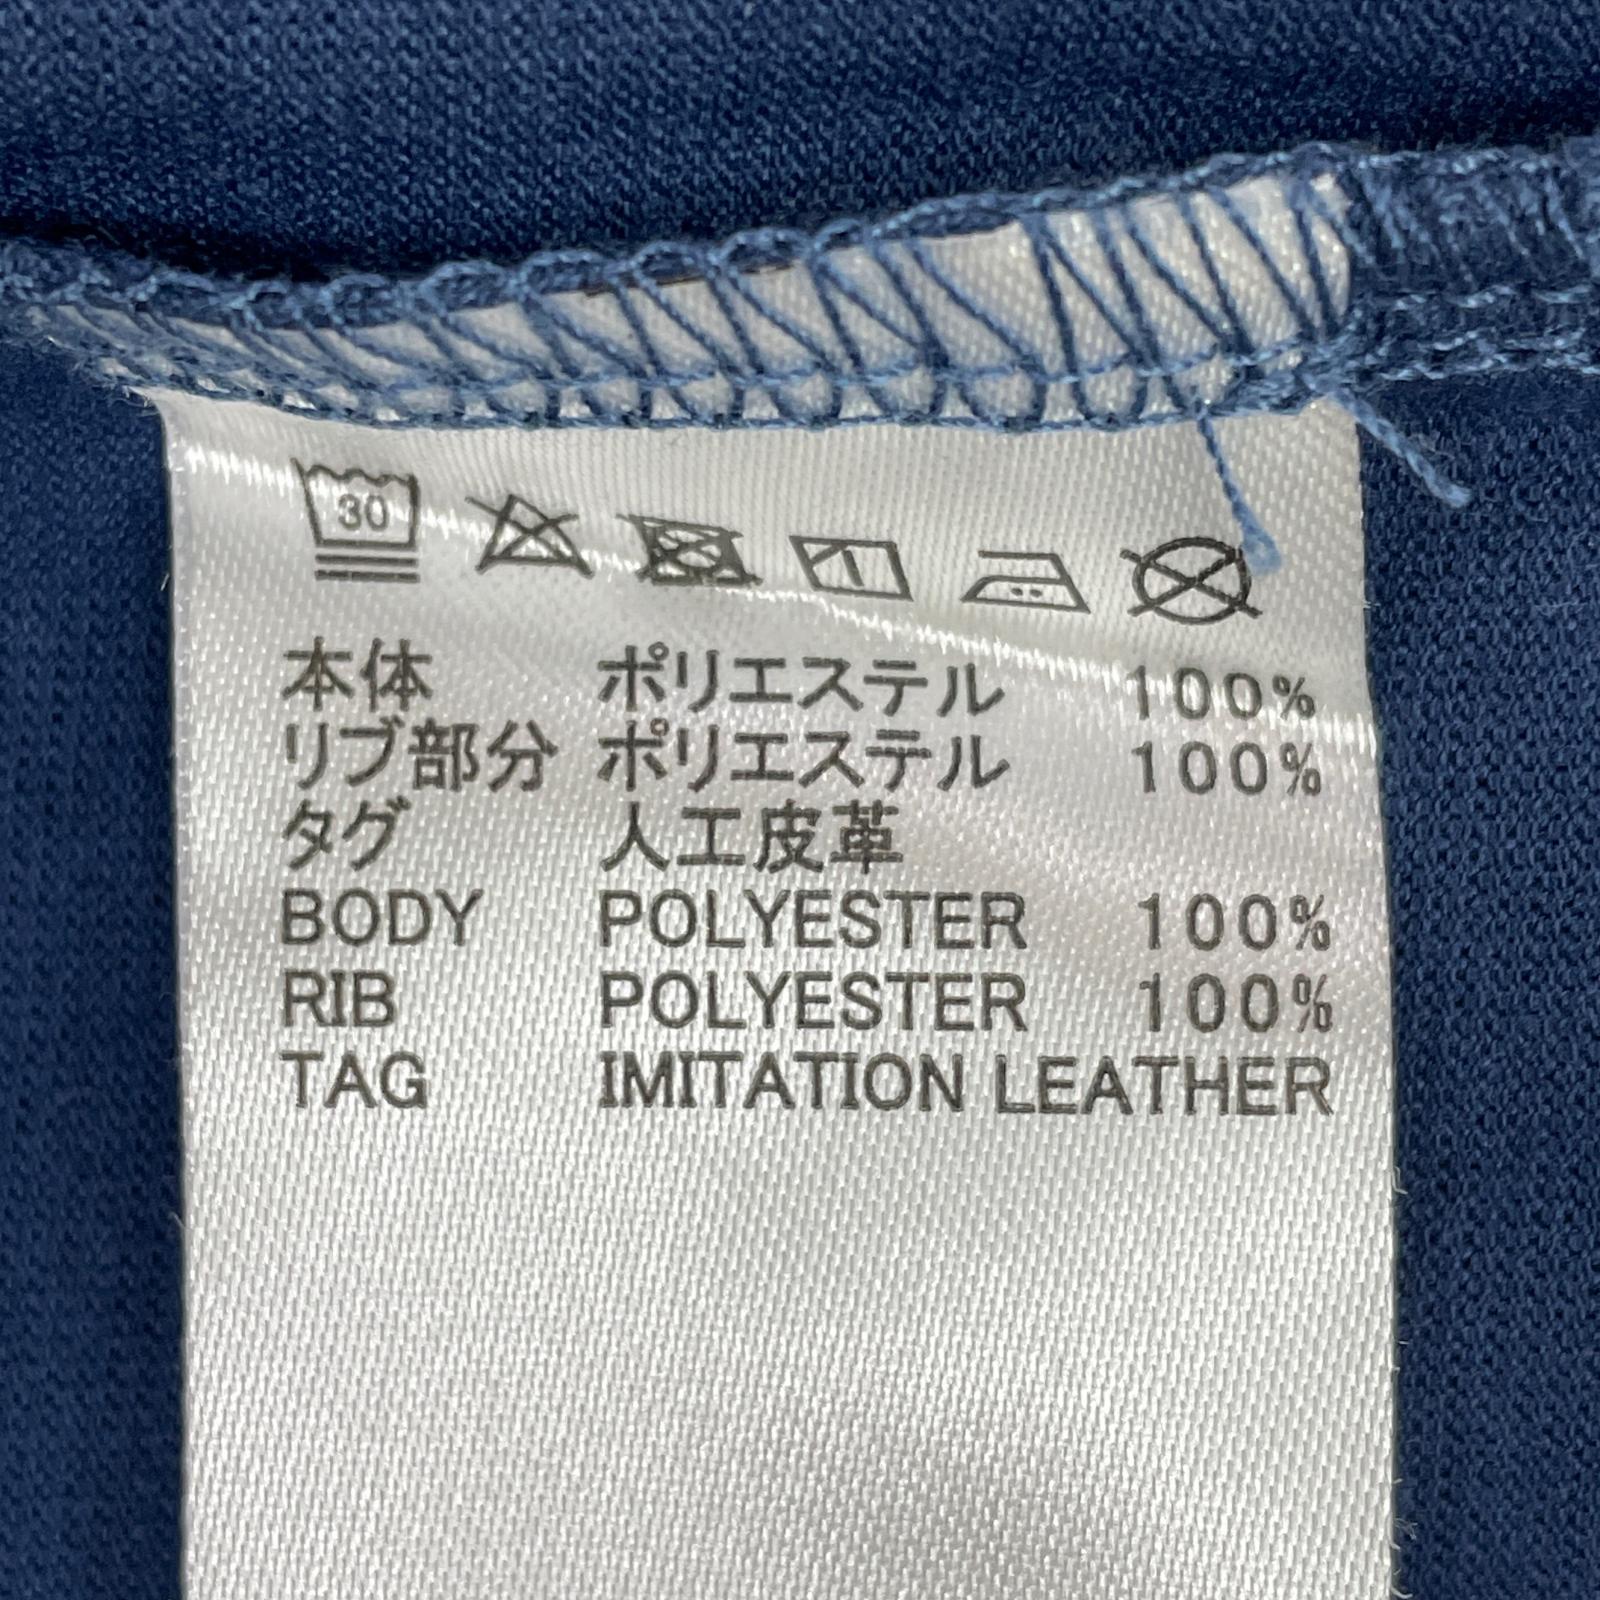 30
本体 ポリエステル 100%
リブ部分 ポリエステル 100%
タグ 人工皮革
BODY POLYESTER 100%
RIB POLYESTER 100%
TAG IMITATION LEATHER